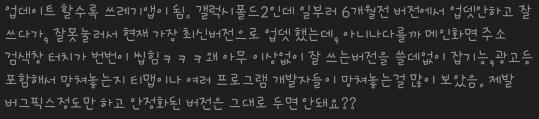 업데이트 할수록 쓰레기앱이 됨. 갤럭시폴드2인데 일부러 6개월전 버전에서 업뎃안하고 잘
쓰다가, 잘못눌러서 현재 가장 최신버전으로 업뎃 했는데, 아니나다를까 메인화면 주소
검색창 터치가 번번이 씹힘ㅋㅋㅋ왜 아무 이상없이 잘 쓰는버전을 쓸데없이 잡기능, 광고등
포함해서 망쳐놓는지 티맵이나 여러 프로그램 개발자들이 망쳐놓는걸 많이 보았음. 제발
버그픽스정도만 하고 안정화된 버전은 그대로 두면 안돼요??